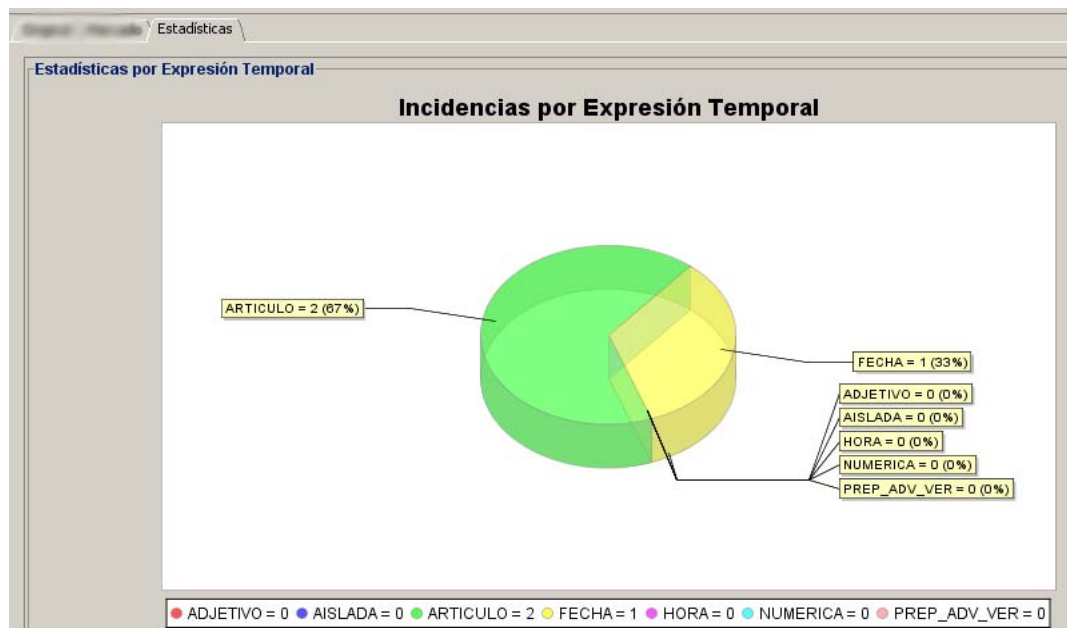 Estadísticas
Estadísticas por Expresión Temporal
Incidencias por Expresión Temporal
ARTICULO = 2 (67%)
FECHA = 1 (33%)
ADJETIVO = 0 (0%)
AISLADA = 0 (0%)
HORA = 0 (0%)
NUMERICA = 0 (0%)
PREP_ADV_VER = 0 (0%)
ADJETIVO = 0 AISLADA = 0 ARTICULO = 2 FECHA = 1 HORA = 0 NUMERICA = 0 PREP_ADV_VER = 0